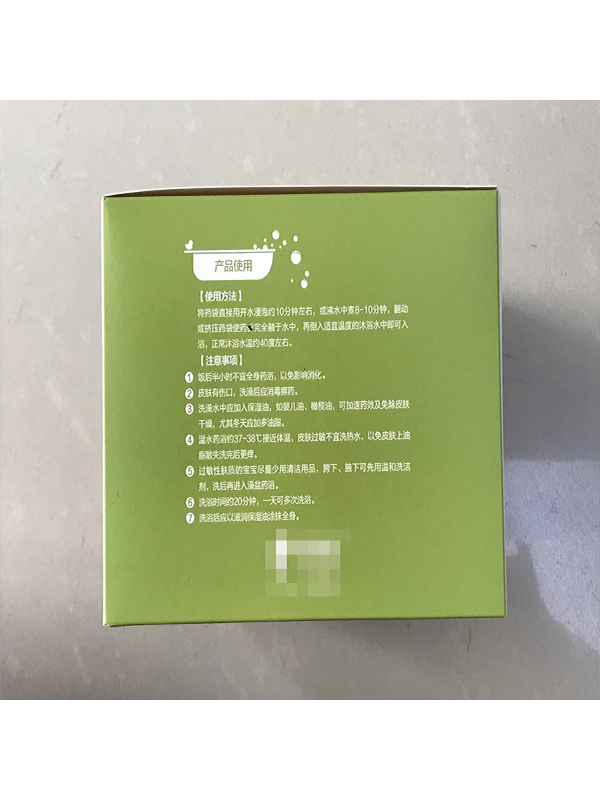 产品使用
【使用方法】
将药袋直接用开水浸泡约10分钟左右，或沸水中煮8-10分钟，翻动
或挤压药袋使药 完全融于水中，再倒入适宜温度的沐浴水中即可入
浴，正常沐浴水温约40度左右。
【注意事项】
① 饭后半小时不宜全身药浴，以免影响消化。
② 皮肤有伤口，洗澡后应消毒擦药。
③ 洗澡水中应加入保湿油，如婴儿油、橄榄油，可加速药效及免除皮肤
干燥，尤其冬天应加多油脂。
④ 温水药浴约37-38℃接近体温，皮肤过敏不宜洗热水，以免皮肤上油
脂散失洗完后更痒。
⑤ 过敏性肤质的宝宝尽量少用清洁用品，胯下、腋下可先用温和洗洁
剂，洗后再进入澡盆药浴。
⑥ 洗浴时间约20分钟，一天可多次洗浴。
⑦ 洗浴后应以滋润保湿油涂抹全身。